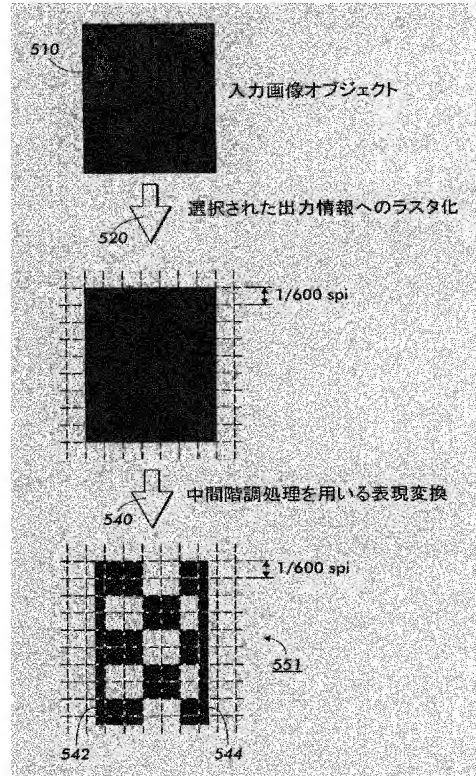 510
入力画像オブジェクト
520
選択された出力情報へのラスタ化
1/600 spi
540
中間階調処理を用いる表現変換
1/600 spi
551
542
544